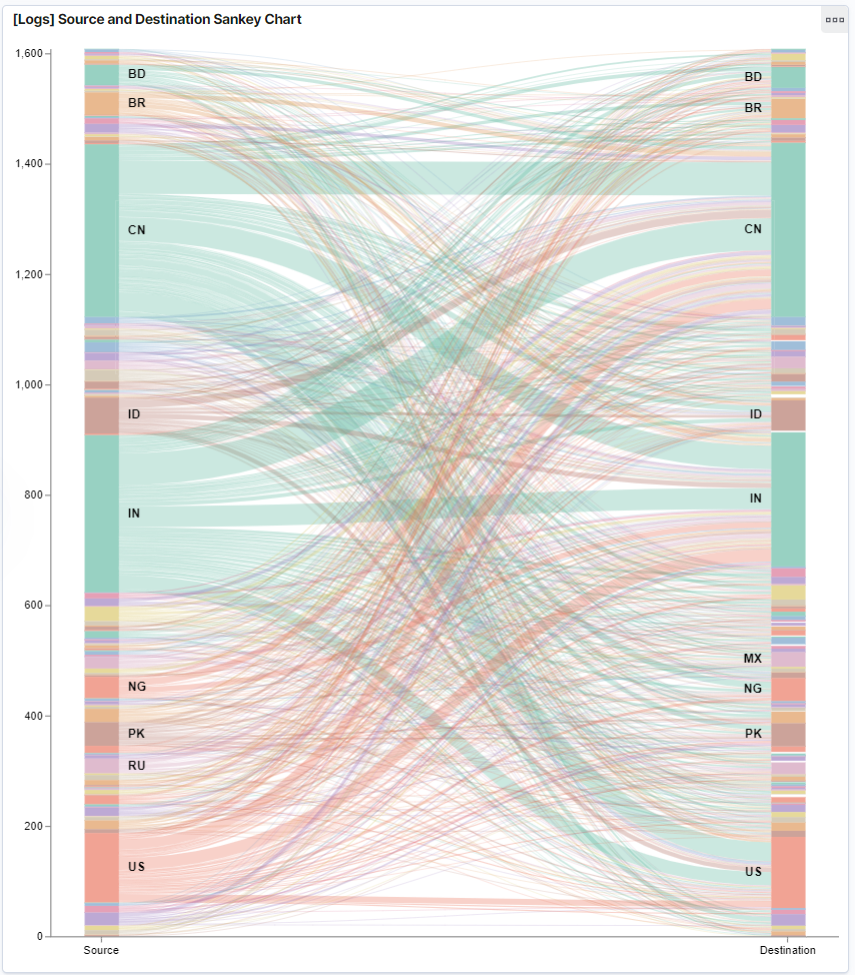 [Logs] Source and Destination Sankey Chart
1,600
1,400
1,200
1,000
800
600
400
200
0
BD
BR
CN
ID
IN
NG
PK
RU
US
BD
BR
CN
ID
IN
MX
NG
PK
US
Source
Destination